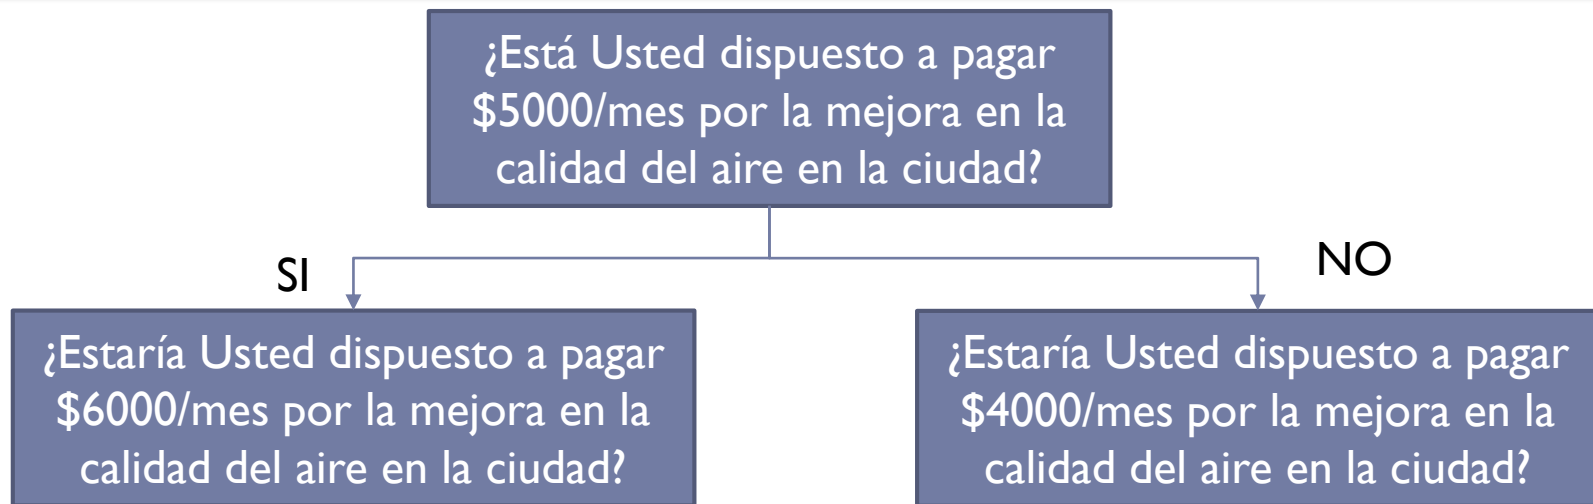 ¿Está Usted dispuesto a pagar
$5000/mes por la mejora en la
calidad del aire en la ciudad?
SI
NO
¿Estaría Usted dispuesto a pagar
$6000/mes por la mejora en la
calidad del aire en la ciudad?
¿Estaría Usted dispuesto a pagar
$4000/mes por la mejora en la
calidad del aire en la ciudad?